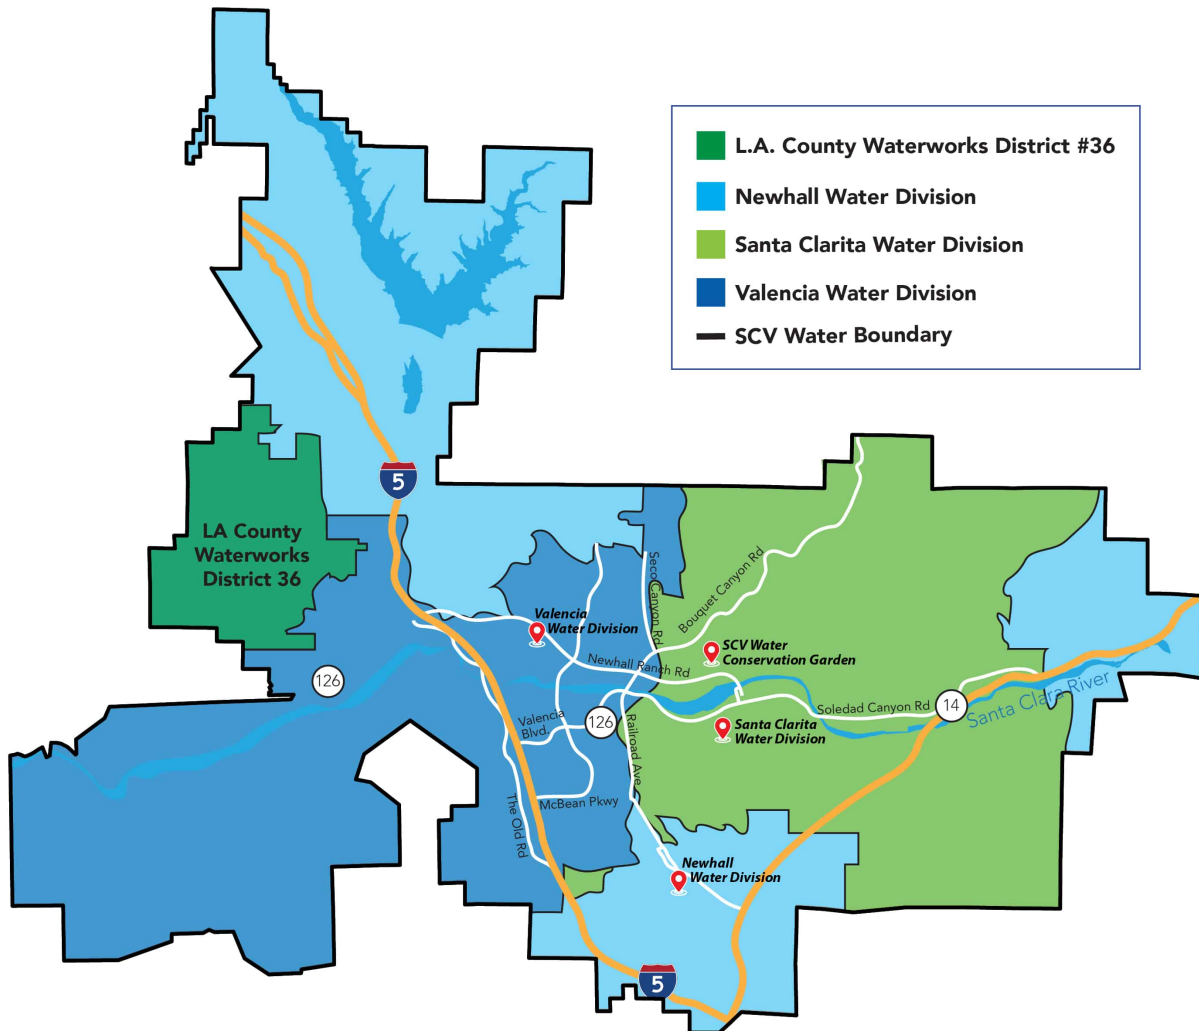 L.A. County Waterworks District #36
Newhall Water Division
Santa Clarita Water Division
Valencia Water Division
SCV Water Boundary
5
LA County
Waterworks
District 36
Seco Canyon Rd
Bouquet Canyon Rd
Valencia
Water Division
SCV Water
Conservation Garden
Newhall Ranch Rd
126
Santa Clara River
Soledad Canyon Rd
14
Valencia
Blvd.
126
Railroad Ave
Santa Clarita
Water Division
The Old Rd
McBean Pkwy
Newhall
Water Division
5